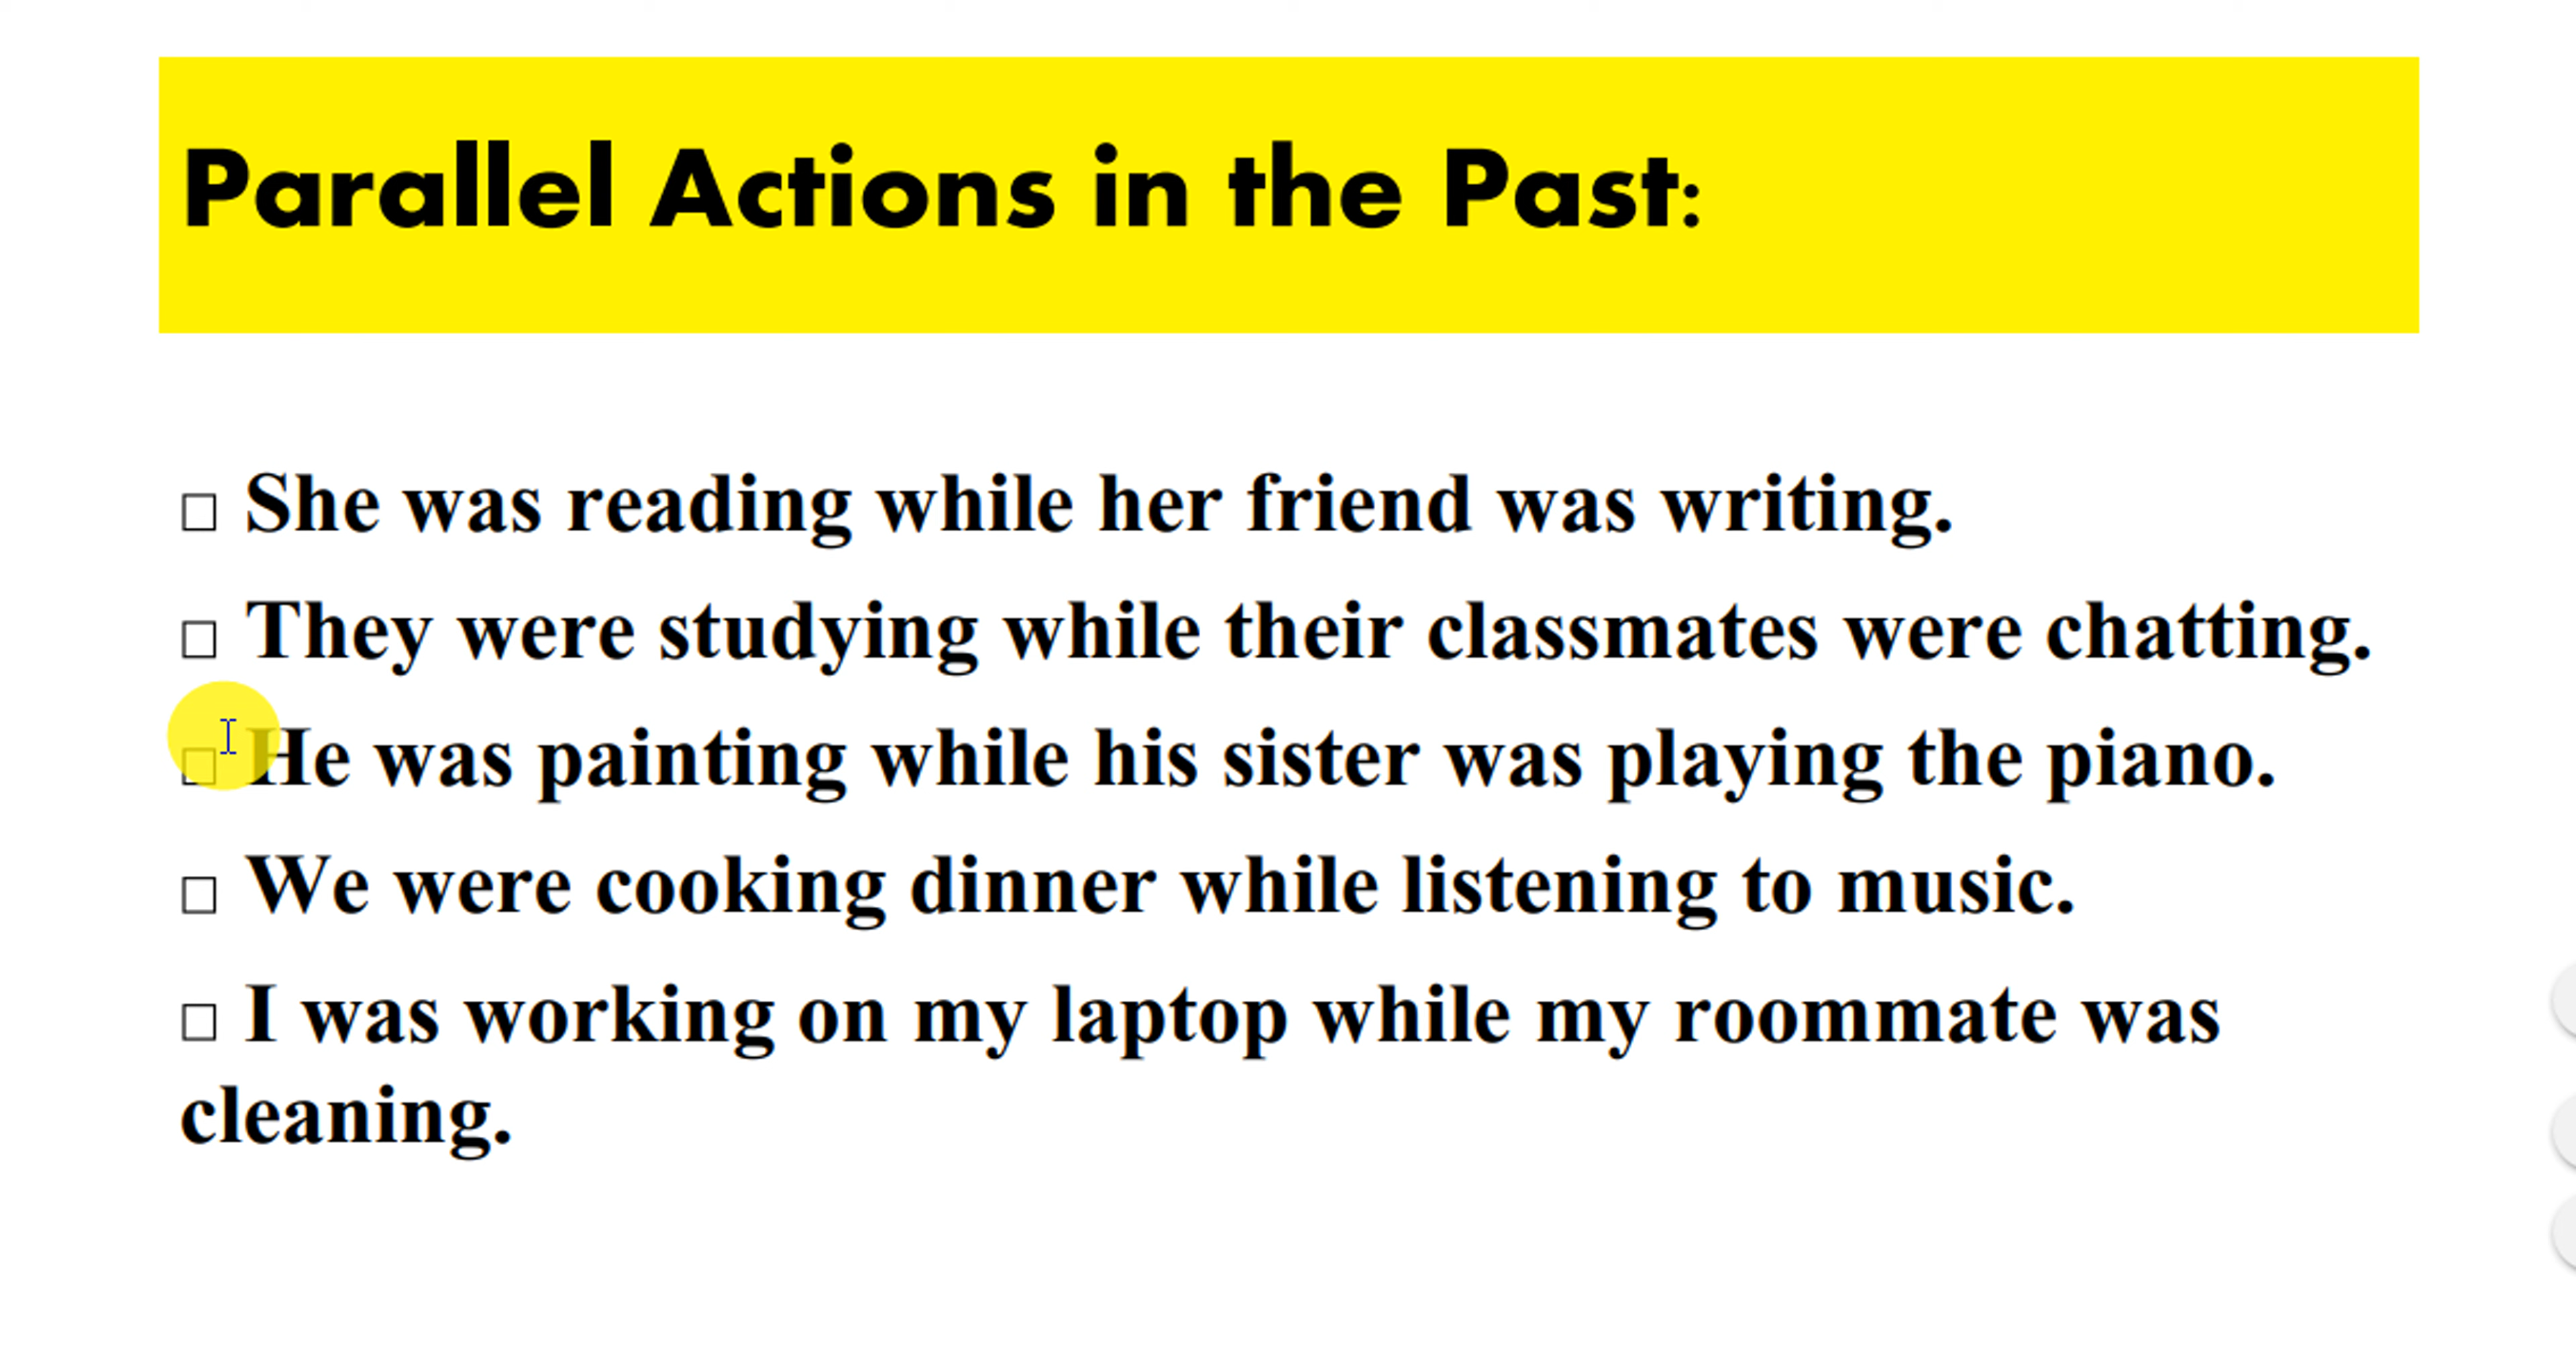 Parallel Actions in the Past:
□ She was reading while her friend was writing.
□ They were studying while their classmates were chatting.
□ He was painting while his sister was playing the piano.
□ We were cooking dinner while listening to music.
□ I was working on my laptop while my roommate was
cleaning.